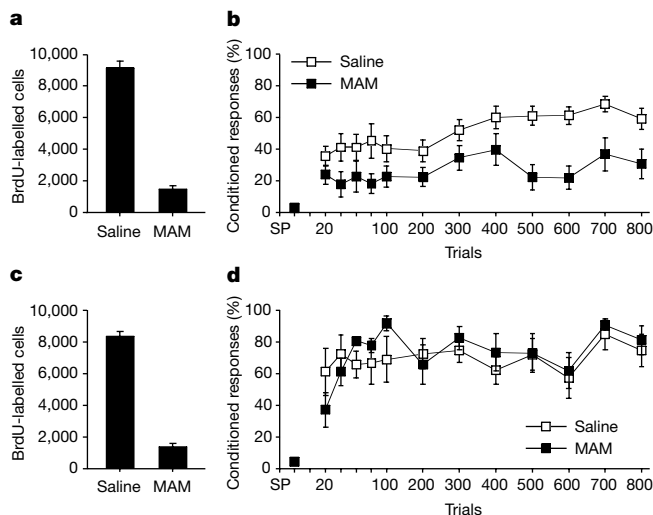 a
BrdU-labelled cells
10,000
8,000
6,000
4,000
2,000
0
Saline MAM
b
Conditioned responses (%)
100
80
60
40
20
0
Saline
MAM
SP 20 100 200 300 400 500 600 700 800
Trials
c
BrdU-labelled cells
10,000
8,000
6,000
4,000
2,000
0
Saline MAM
d
Conditioned responses (%)
100
80
60
40
20
0
Saline
MAM
SP 20 100 200 300 400 500 600 700 800
Trials